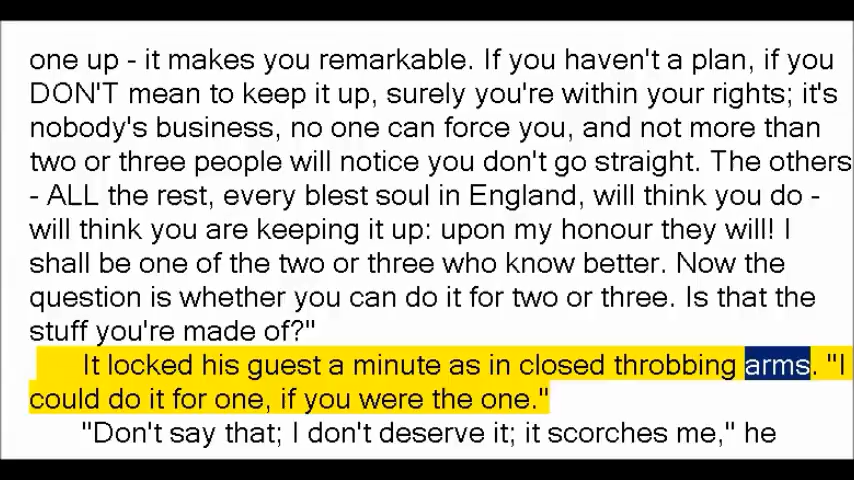 one up - it makes you remarkable. If you haven't a plan, if you
DON'T mean to keep it up, surely you're within your rights; it's
nobody's business, no one can force you, and not more than
two or three people will notice you don't go straight. The others
- ALL the rest, every blest soul in England, will think you do -
will think you are keeping it up: upon my honour they will! I
shall be one of the two or three who know better. Now the
question is whether you can do it for two or three. Is that the
stuff you're made of?"
It locked his guest a minute as in closed throbbing arms. "I
could do it for one, if you were the one."
"Don't say that; I don't deserve it; it scorches me," he